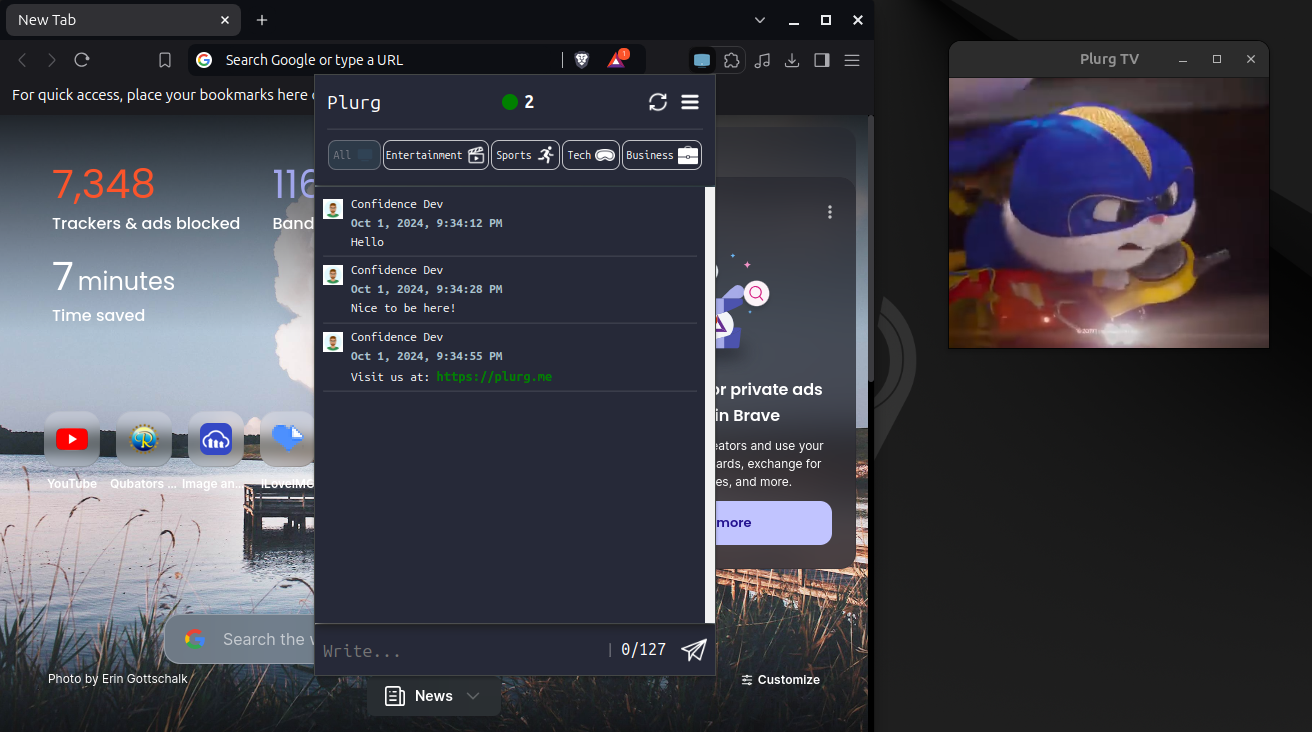 New Tab
Search Google or type a URL
1
For quick access, place your bookmarks here
7,348
116
Trackers & ads blocked
Band
7 minutes
Time saved
YouTube
Qubators ...
Image an...
iLoveIM
Photo by Erin Gottschalk
Search the
News
Customize
or private ads
in Brave
eators and use your
ards, exchange for
es, and more.
more
Plurg
2
All
Entertainment
Sports
Tech
Business
Confidence Dev
Oct 1, 2024, 9:34:12 PM
Hello
Confidence Dev
Oct 1, 2024, 9:34:28 PM
Nice to be here!
Confidence Dev
Oct 1, 2024, 9:34:55 PM
Visit us at: https://plurg.me
Write...
| 0/127
Plurg TV